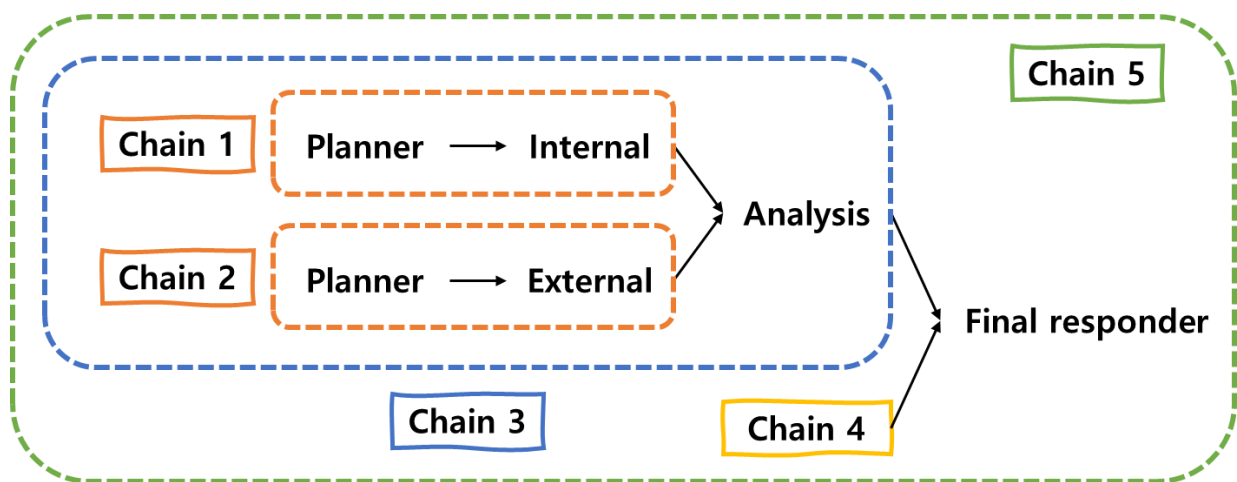 Chain 5
Chain 1
Planner
Internal
Analysis
Chain 2
Planner
External
Final responder
Chain 3
Chain 4